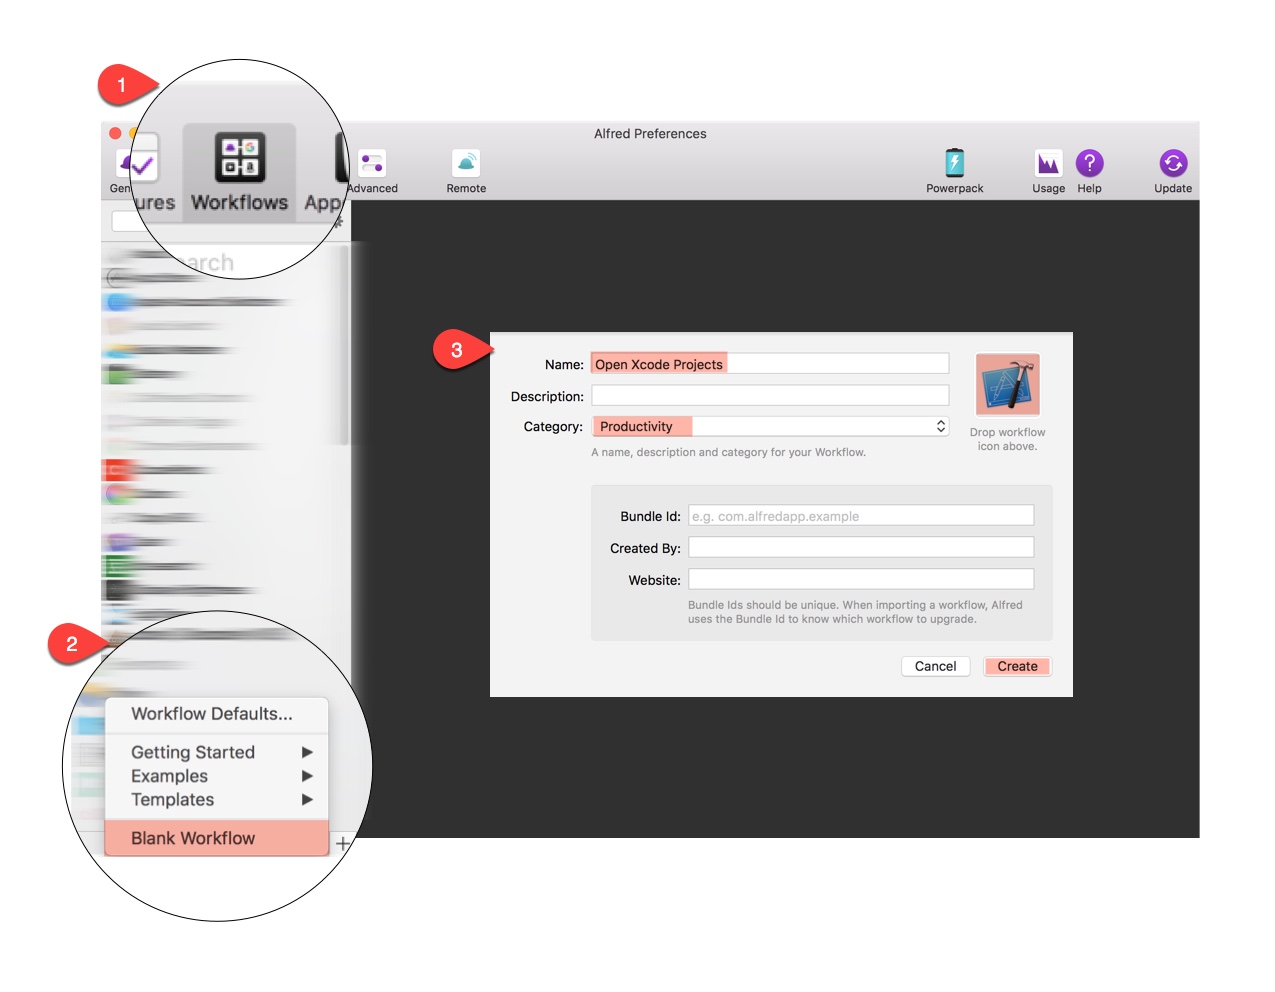 1
Alfred Preferences
Workflows
App
Advanced
Remote
Powerpack
Usage
Help
Update
3
Name: Open Xcode Projects
Description:
Category: Productivity
A name, description and category for your Workflow.
Drop workflow
icon above.
Bundle Id: e.g. com.alfredapp.example
Created By:
Website:
Bundle Ids should be unique. When importing a workflow, Alfred
uses the Bundle Id to know which workflow to upgrade.
Cancel
Create
2
Workflow Defaults...
Getting Started
Examples
Templates
Blank Workflow